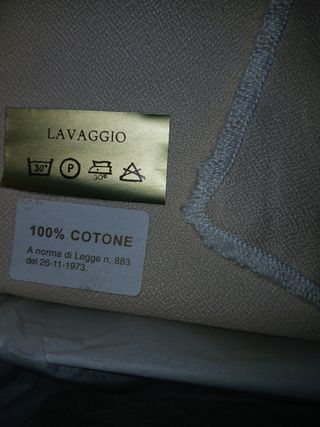 LAVAGGIO
30° P 30°
100% COTONE
A norma di Legge n. 883
del 26-11-1973.